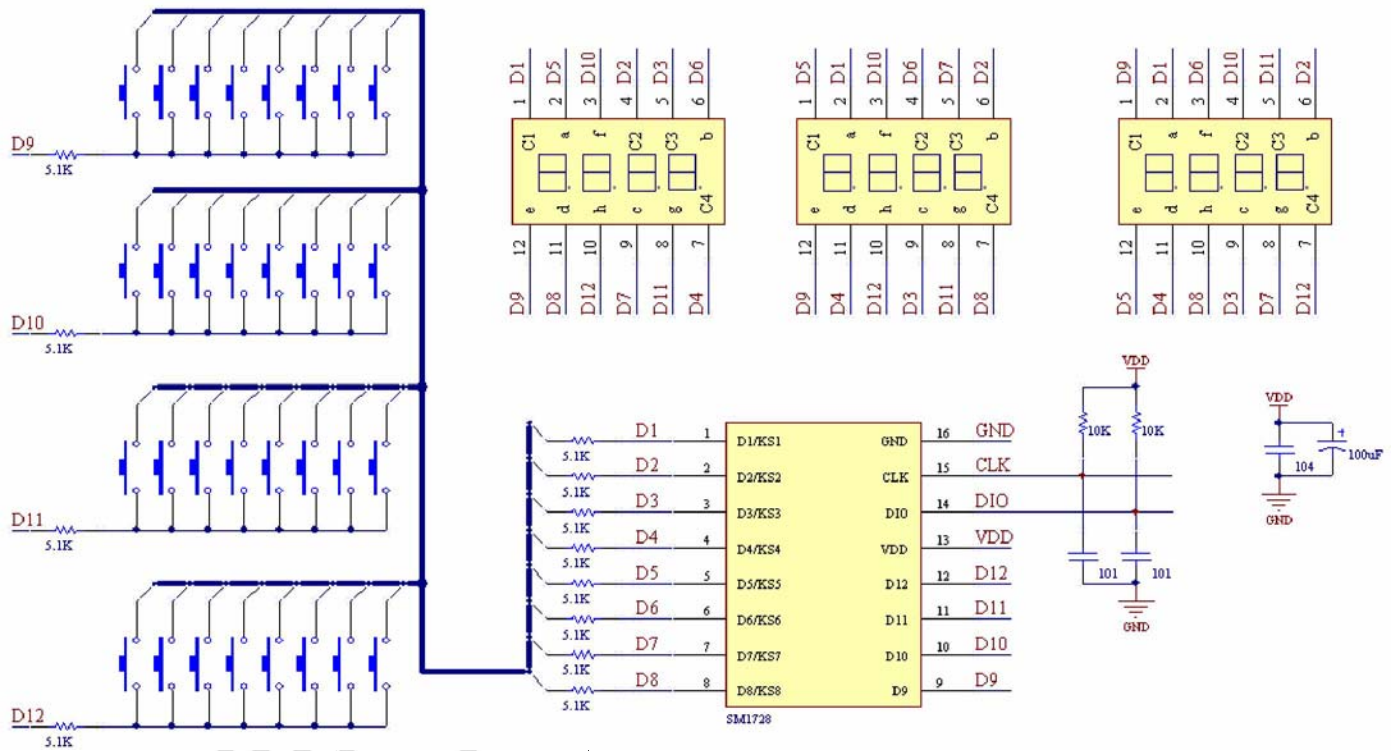 D9
5.1K
D10
5.1K
D11
5.1K
D12
5.1K
D1 D5 D10 D2 D3 D6
1 2 3 4 5 6
C1 a f C2 C3 b
e d h c g C4
12 11 10 9 8 7
D9 D8 D12 D7 D11 D4
D5 D1 D10 D6 D7 D2
1 2 3 4 5 6
C1 a f C2 C3 b
e d h c g C4
12 11 10 9 8 7
D9 D4 D12 D3 D11 D8
D9 D1 D6 D10 D11 D2
1 2 3 4 5 6
C1 a f C2 C3 b
e d h c g C4
12 11 10 9 8 7
D5 D4 D8 D3 D7 D12
5.1K D1 1 D1/KS1 GND 16 GND
5.1K D2 2 D2/KS2 CLK 15 CLK
5.1K D3 3 D3/KS3 DIO 14 DIO
5.1K D4 4 D4/KS4 VDD 13 VDD
5.1K D5 5 D5/KS5 D12 12 D12
5.1K D6 6 D6/KS6 D11 11 D11
5.1K D7 7 D7/KS7 D10 10 D10
5.1K D8 8 D8/KS8 D9 9 D9
SM1728
VDD
10K 10K
101 101
GND
VDD
104 + 100uF
GND